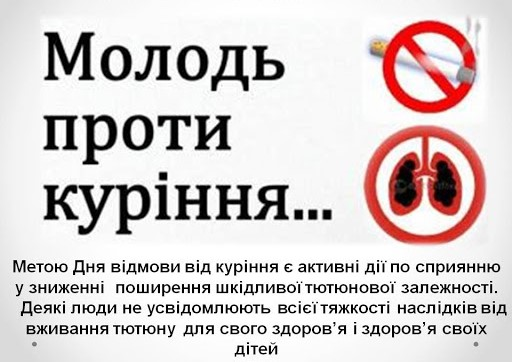 Молодь
проти
куріння...
Метою Дня відмови від куріння є активні дії по сприянню
у зниженні поширення шкідливої тютюнової залежності.
Деякі люди не усвідомлюють всієї тяжкості наслідків від
вживання тютюну для свого здоров’я і здоров’я своїх
дітей